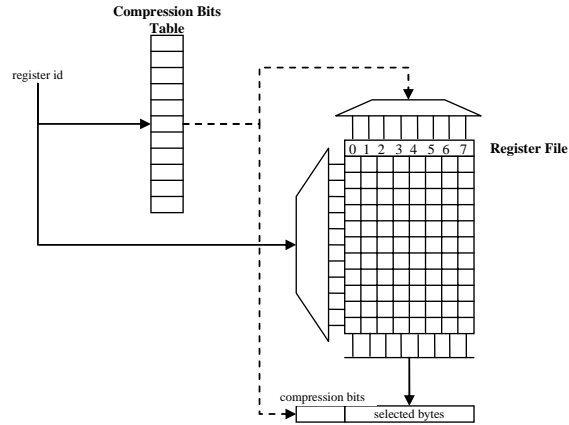 Compression Bits
Table
register id
0 1 2 3 4 5 6 7
Register File
compression bits
selected bytes